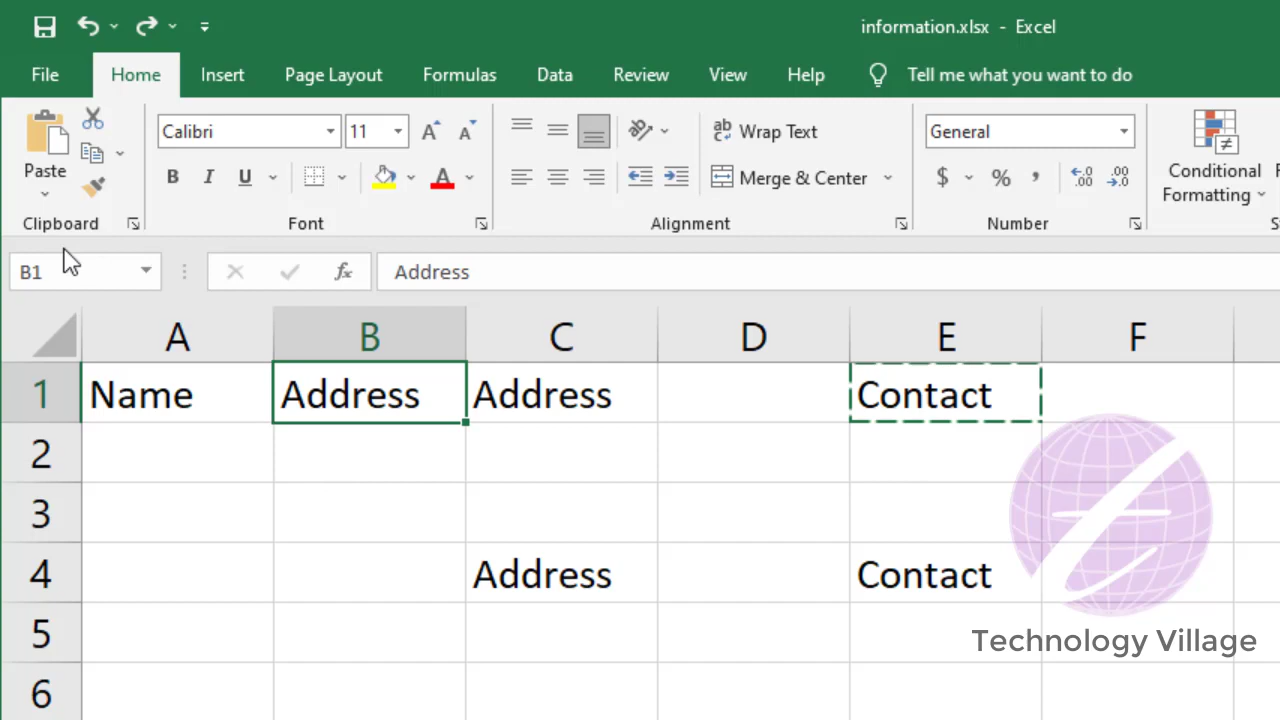 information.xlsx - Excel
File Home Insert Page Layout Formulas Data Review View Help Tell me what you want to do
Calibri 11 ab Wrap Text General
Paste B I U A Merge & Center $ % Conditional
Formatting
Clipboard Font Alignment Number
B1 fx Address
A B C D E F
1 Name Address Address Contact
2
3
4 Address Contact
5
Technology Village
6